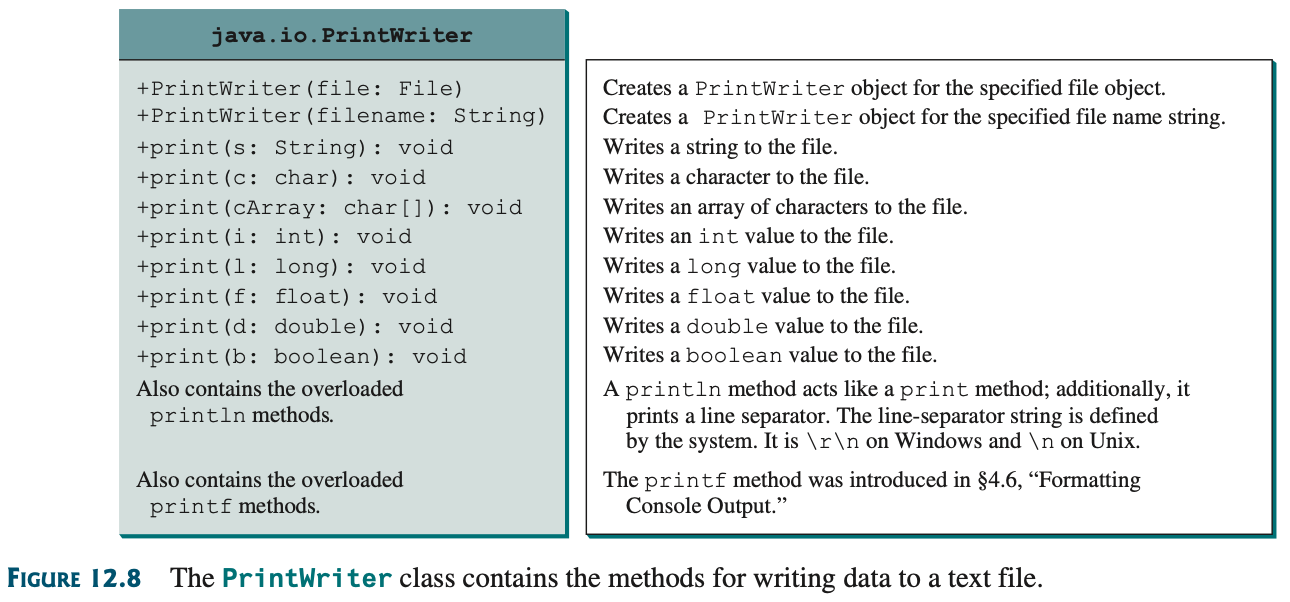 java.io.PrintWriter
+PrintWriter(file: File)
Creates a PrintWriter object for the specified file object.
+PrintWriter(filename: String)
Creates a PrintWriter object for the specified file name string.
+print(s: String): void
Writes a string to the file.
+print(c: char): void
Writes a character to the file.
+print(cArray: char[]): void
Writes an array of characters to the file.
+print(i: int): void
Writes an int value to the file.
+print(l: long): void
Writes a long value to the file.
+print(f: float): void
Writes a float value to the file.
+print(d: double): void
Writes a double value to the file.
+print(b: boolean): void
Writes a boolean value to the file.
Also contains the overloaded
println methods.
A println method acts like a print method; additionally, it
prints a line separator. The line-separator string is defined
by the system. It is \r\n on Windows and \n on Unix.
Also contains the overloaded
printf methods.
The printf method was introduced in §4.6, “Formatting
Console Output.”
FIGURE 12.8 The PrintWriter class contains the methods for writing data to a text file.